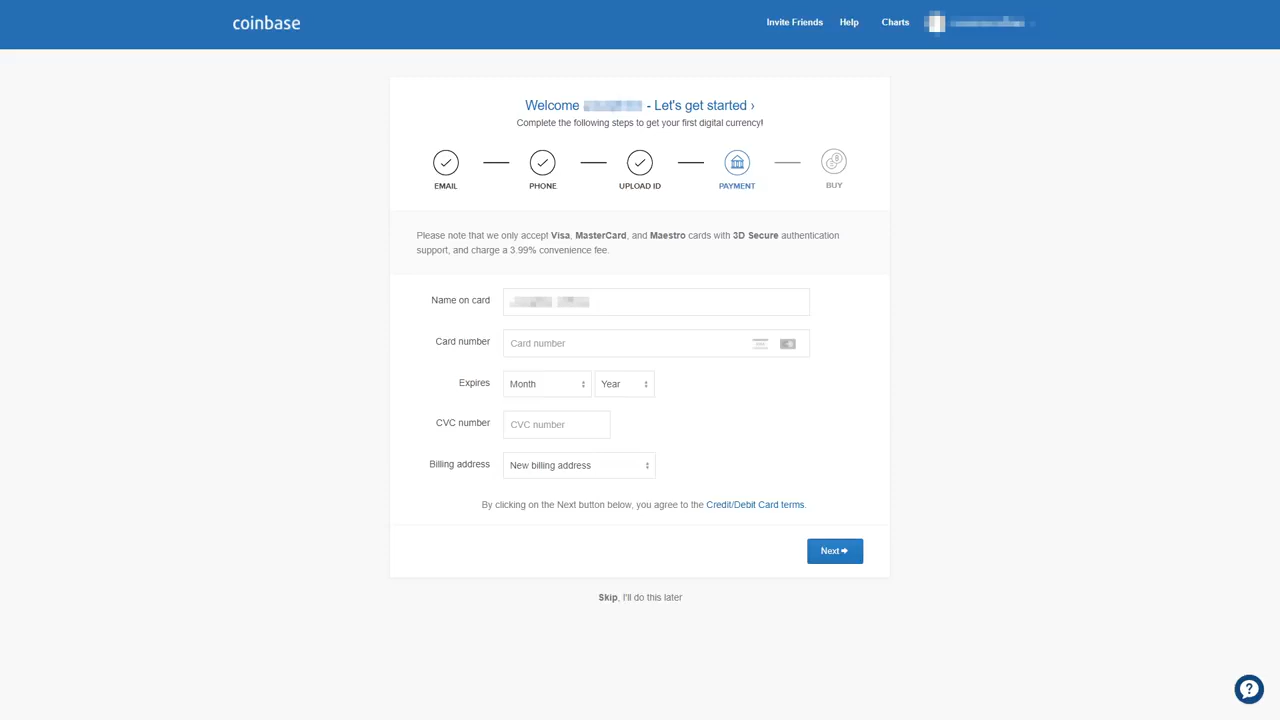 coinbase
Invite Friends Help Charts
Welcome - Let's get started ›
Complete the following steps to get your first digital currency!
EMAIL PHONE UPLOAD ID PAYMENT BUY
Please note that we only accept Visa, MasterCard, and Maestro cards with 3D Secure authentication
support, and charge a 3.99% convenience fee.
Name on card
Card number Card number
Expires Month Year
CVC number CVC number
Billing address New billing address
By clicking on the Next button below, you agree to the Credit/Debit Card terms.
Next
Skip, I'll do this later